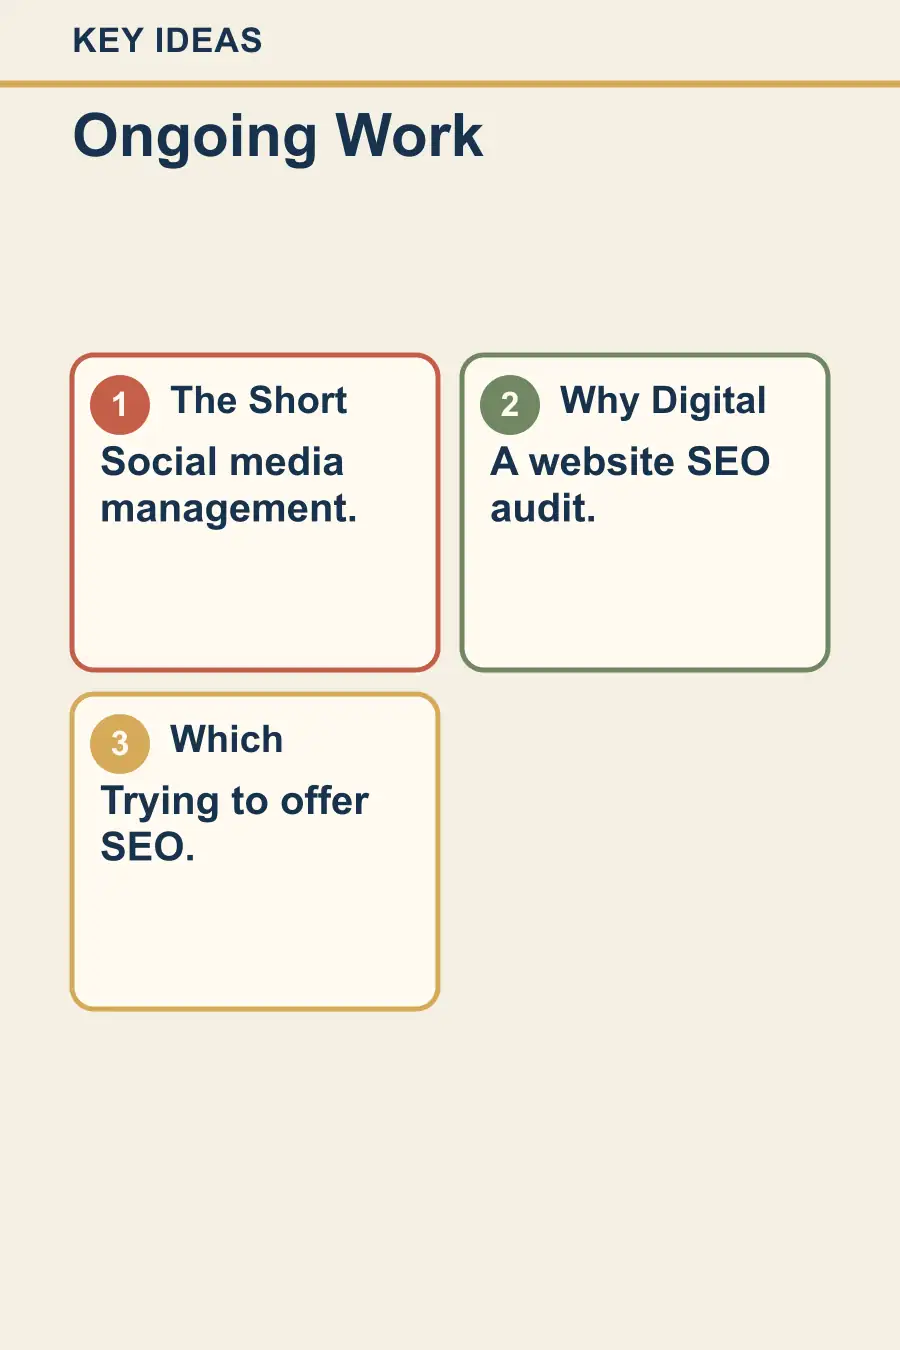 KEY IDEAS
Ongoing Work
1 The Short
Social media
management.
2 Why Digital
A website SEO
audit.
3 Which
Trying to offer
SEO.